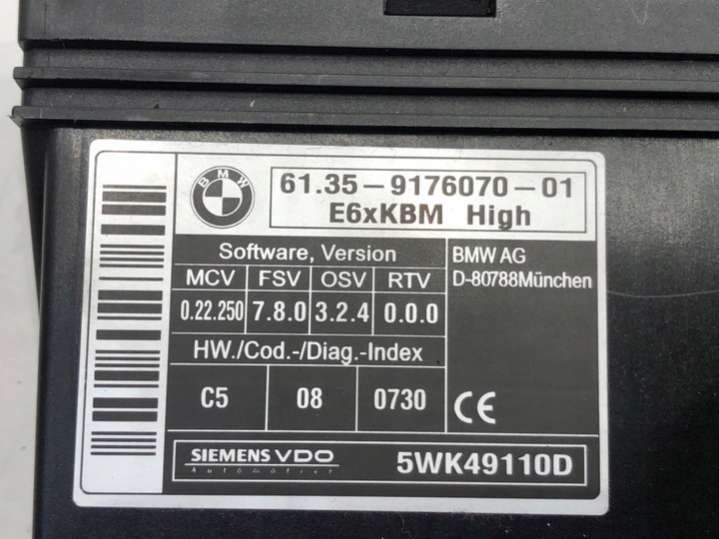 BMW
61.35-9176070-01
E6xKBM High
Software, Version
MCV FSV OSV RTV
0.22.250 7.8.0 3.2.4 0.0.0
BMW AG
D-80788München
HW./Cod.-/Diag.-Index
C5 08 0730
CE
SIEMENS VDO
Automotive
5WK49110D